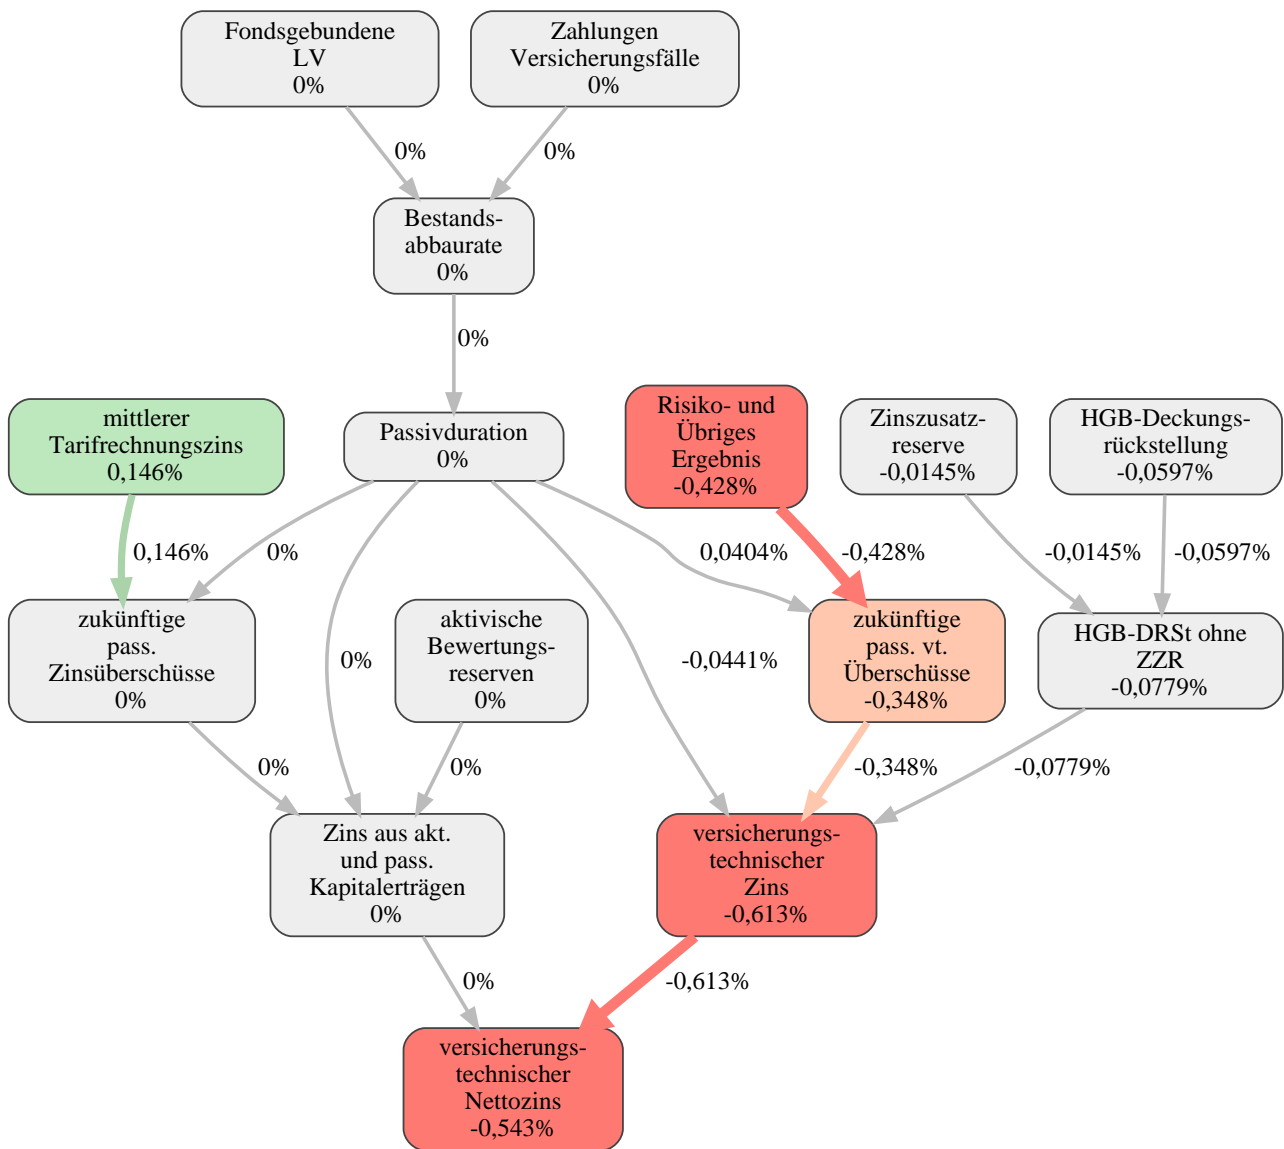 Fondsgebundene
LV
0%
Zahlungen
Versicherungsfälle
0%
0%
0%
Bestands-
abbaurate
0%
0%
mittlerer
Tarifrechnungszins
0,146%
Passivduration
0%
Risiko- und
Übriges
Ergebnis
-0,428%
Zinszusatz-
reserve
-0,0145%
HGB-Deckungs-
rückstellung
-0,0597%
0,146%
0%
0,0404%
-0,428%
-0,0145%
-0,0597%
zukünftige
pass.
Zinsüberschüsse
0%
0%
aktivische
Bewertungs-
reserven
0%
-0,0441%
zukünftige
pass. vt.
Überschüsse
-0,348%
HGB-DRSt ohne
ZZR
-0,0779%
0%
0%
-0,348%
-0,0779%
Zins aus akt.
und pass.
Kapitalerträgen
0%
versicherungs-
technischer
Zins
-0,613%
0%
-0,613%
versicherungs-
technischer
Nettozins
-0,543%